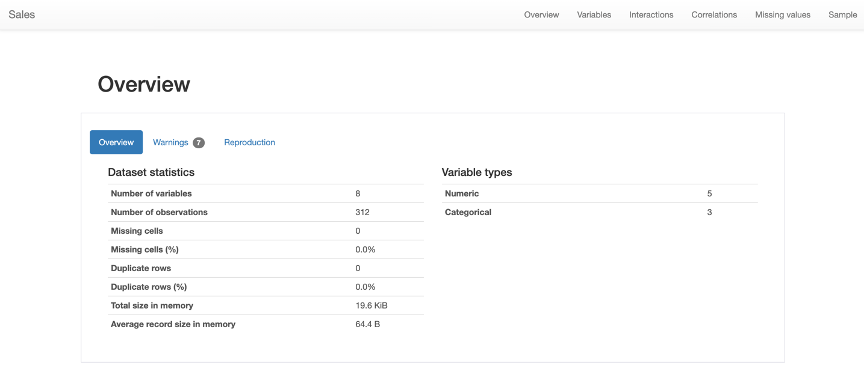 Sales Overview Variables Interactions Correlations Missing values Sample
Overview
Overview Warnings 7 Reproduction
Dataset statistics
Number of variables 8
Number of observations 312
Missing cells 0
Missing cells (%) 0.0%
Duplicate rows 0
Duplicate rows (%) 0.0%
Total size in memory 19.6 KiB
Average record size in memory 64.4 B
Variable types
Numeric 5
Categorical 3